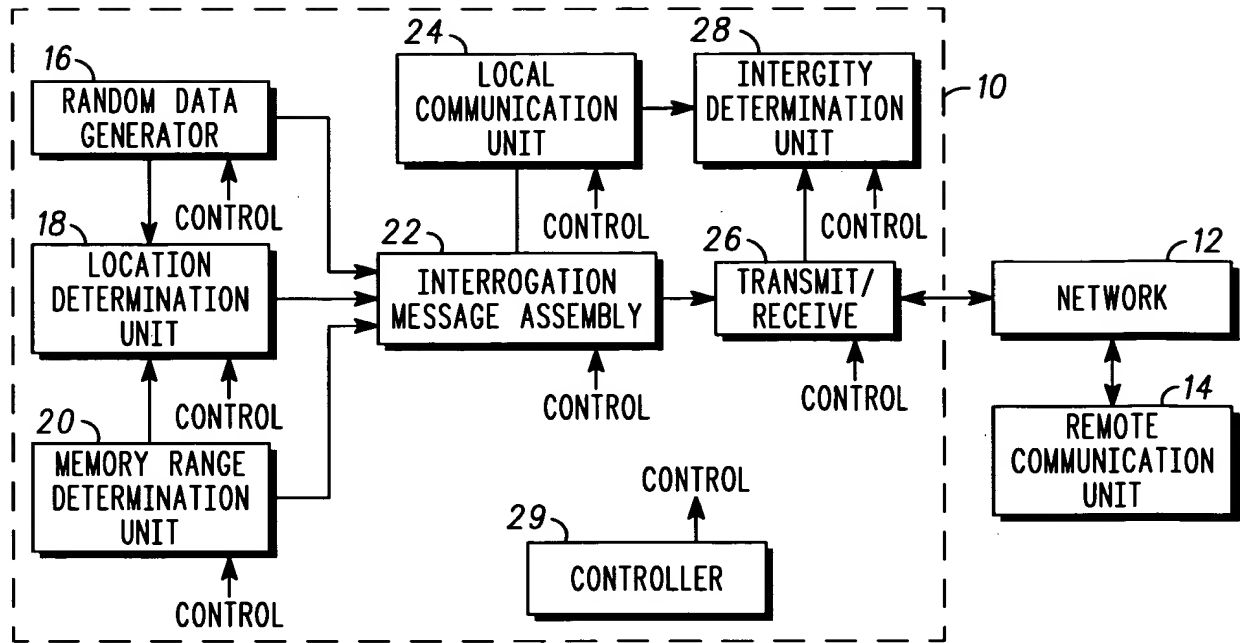 16
RANDOM DATA
GENERATOR
CONTROL
18
LOCATION
DETERMINATION
UNIT
CONTROL
20
MEMORY RANGE
DETERMINATION
UNIT
CONTROL
24
LOCAL
COMMUNICATION
UNIT
CONTROL
22
INTERROGATION
MESSAGE ASSEMBLY
CONTROL
28
INTERGITY
DETERMINATION
UNIT
CONTROL
26
TRANSMIT/
RECEIVE
CONTROL
CONTROL
29
CONTROLLER
10
12
NETWORK
14
REMOTE
COMMUNICATION
UNIT